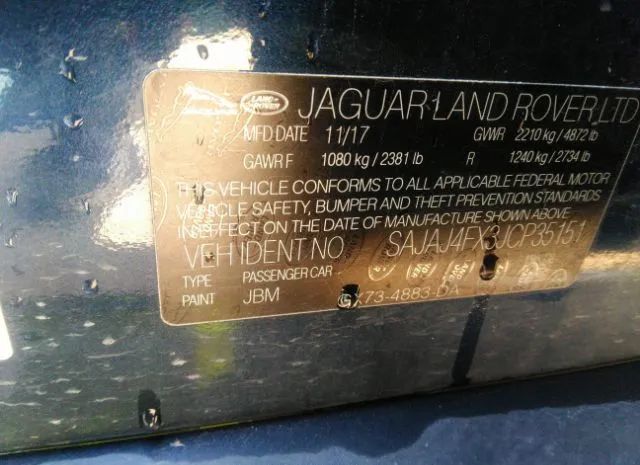 LAND-ROVER JAGUAR LAND ROVER LTD
MFD DATE 11/17 GVWR 2210 kg / 4872 lb
GAWR F 1080 kg / 2381 lb R 1240 kg / 2734 lb
THIS VEHICLE CONFORMS TO ALL APPLICABLE FEDERAL MOTOR
VEHICLE SAFETY, BUMPER AND THEFT PREVENTION STANDARDS
IN EFFECT ON THE DATE OF MANUFACTURE SHOWN ABOVE
VEH IDENT NO SAJAJ4FX3JCP35151
TYPE PASSENGER CAR
PAINT JBM GX73-4883-DA